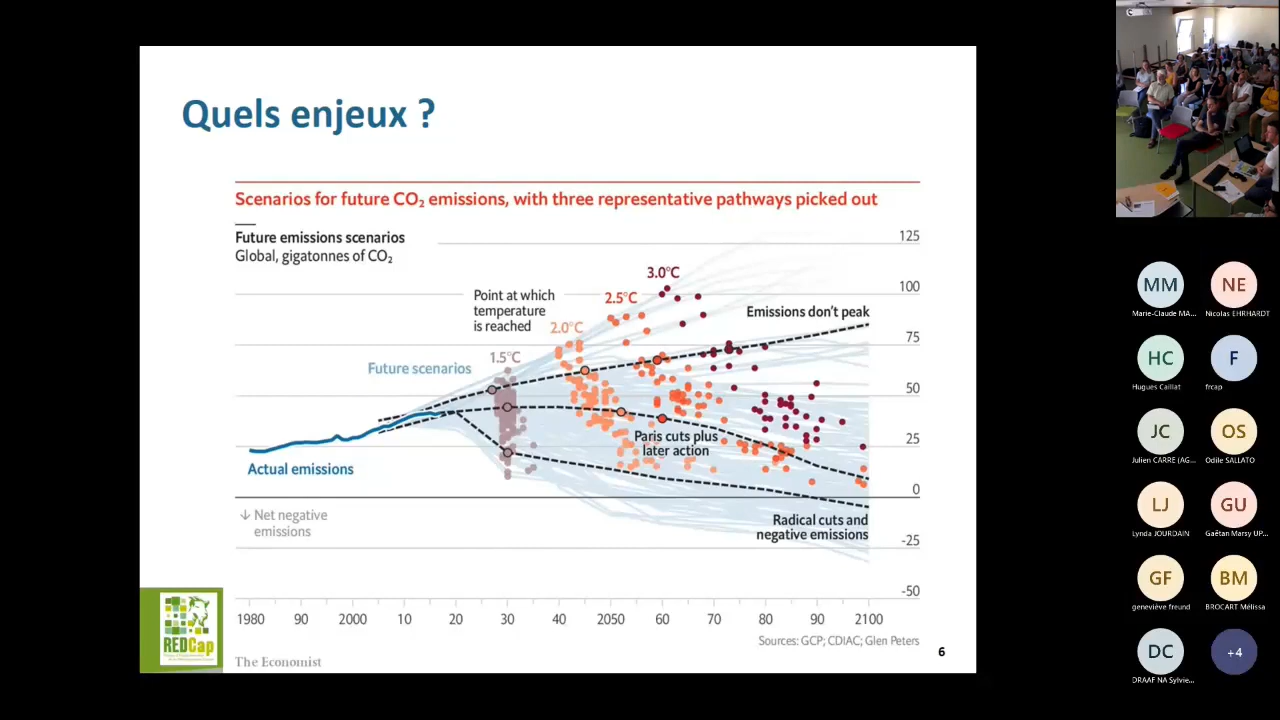 Quels enjeux ?
Scenarios for future CO₂ emissions, with three representative pathways picked out
Future emissions scenarios
Global, gigatonnes of CO₂
125
100
75
50
25
0
-25
-50
3.0°C
2.5°C
2.0°C
1.5°C
Point at which
temperature
is reached
Emissions don't peak
Future scenarios
Paris cuts plus
later action
Actual emissions
↓ Net negative
emissions
Radical cuts and
negative emissions
1980 90 2000 10 20 30 40 2050 60 70 80 90 2100
Sources: GCP; CDIAC; Glen Peters
REDCap
The Economist
6
MM
Marie-Claude MA...
NE
Nicolas EHRHARDT
HC
Hugues Caillat
F
frcap
JC
Julien CARRE (AG...
OS
Odile SALLATO
LJ
Lynda JOURDAIN
GU
Gaëtan Marsy UP...
GF
geneviéve freund
BM
BROCART Mélissa
DC
DRAAF NA Sylvie...
+4